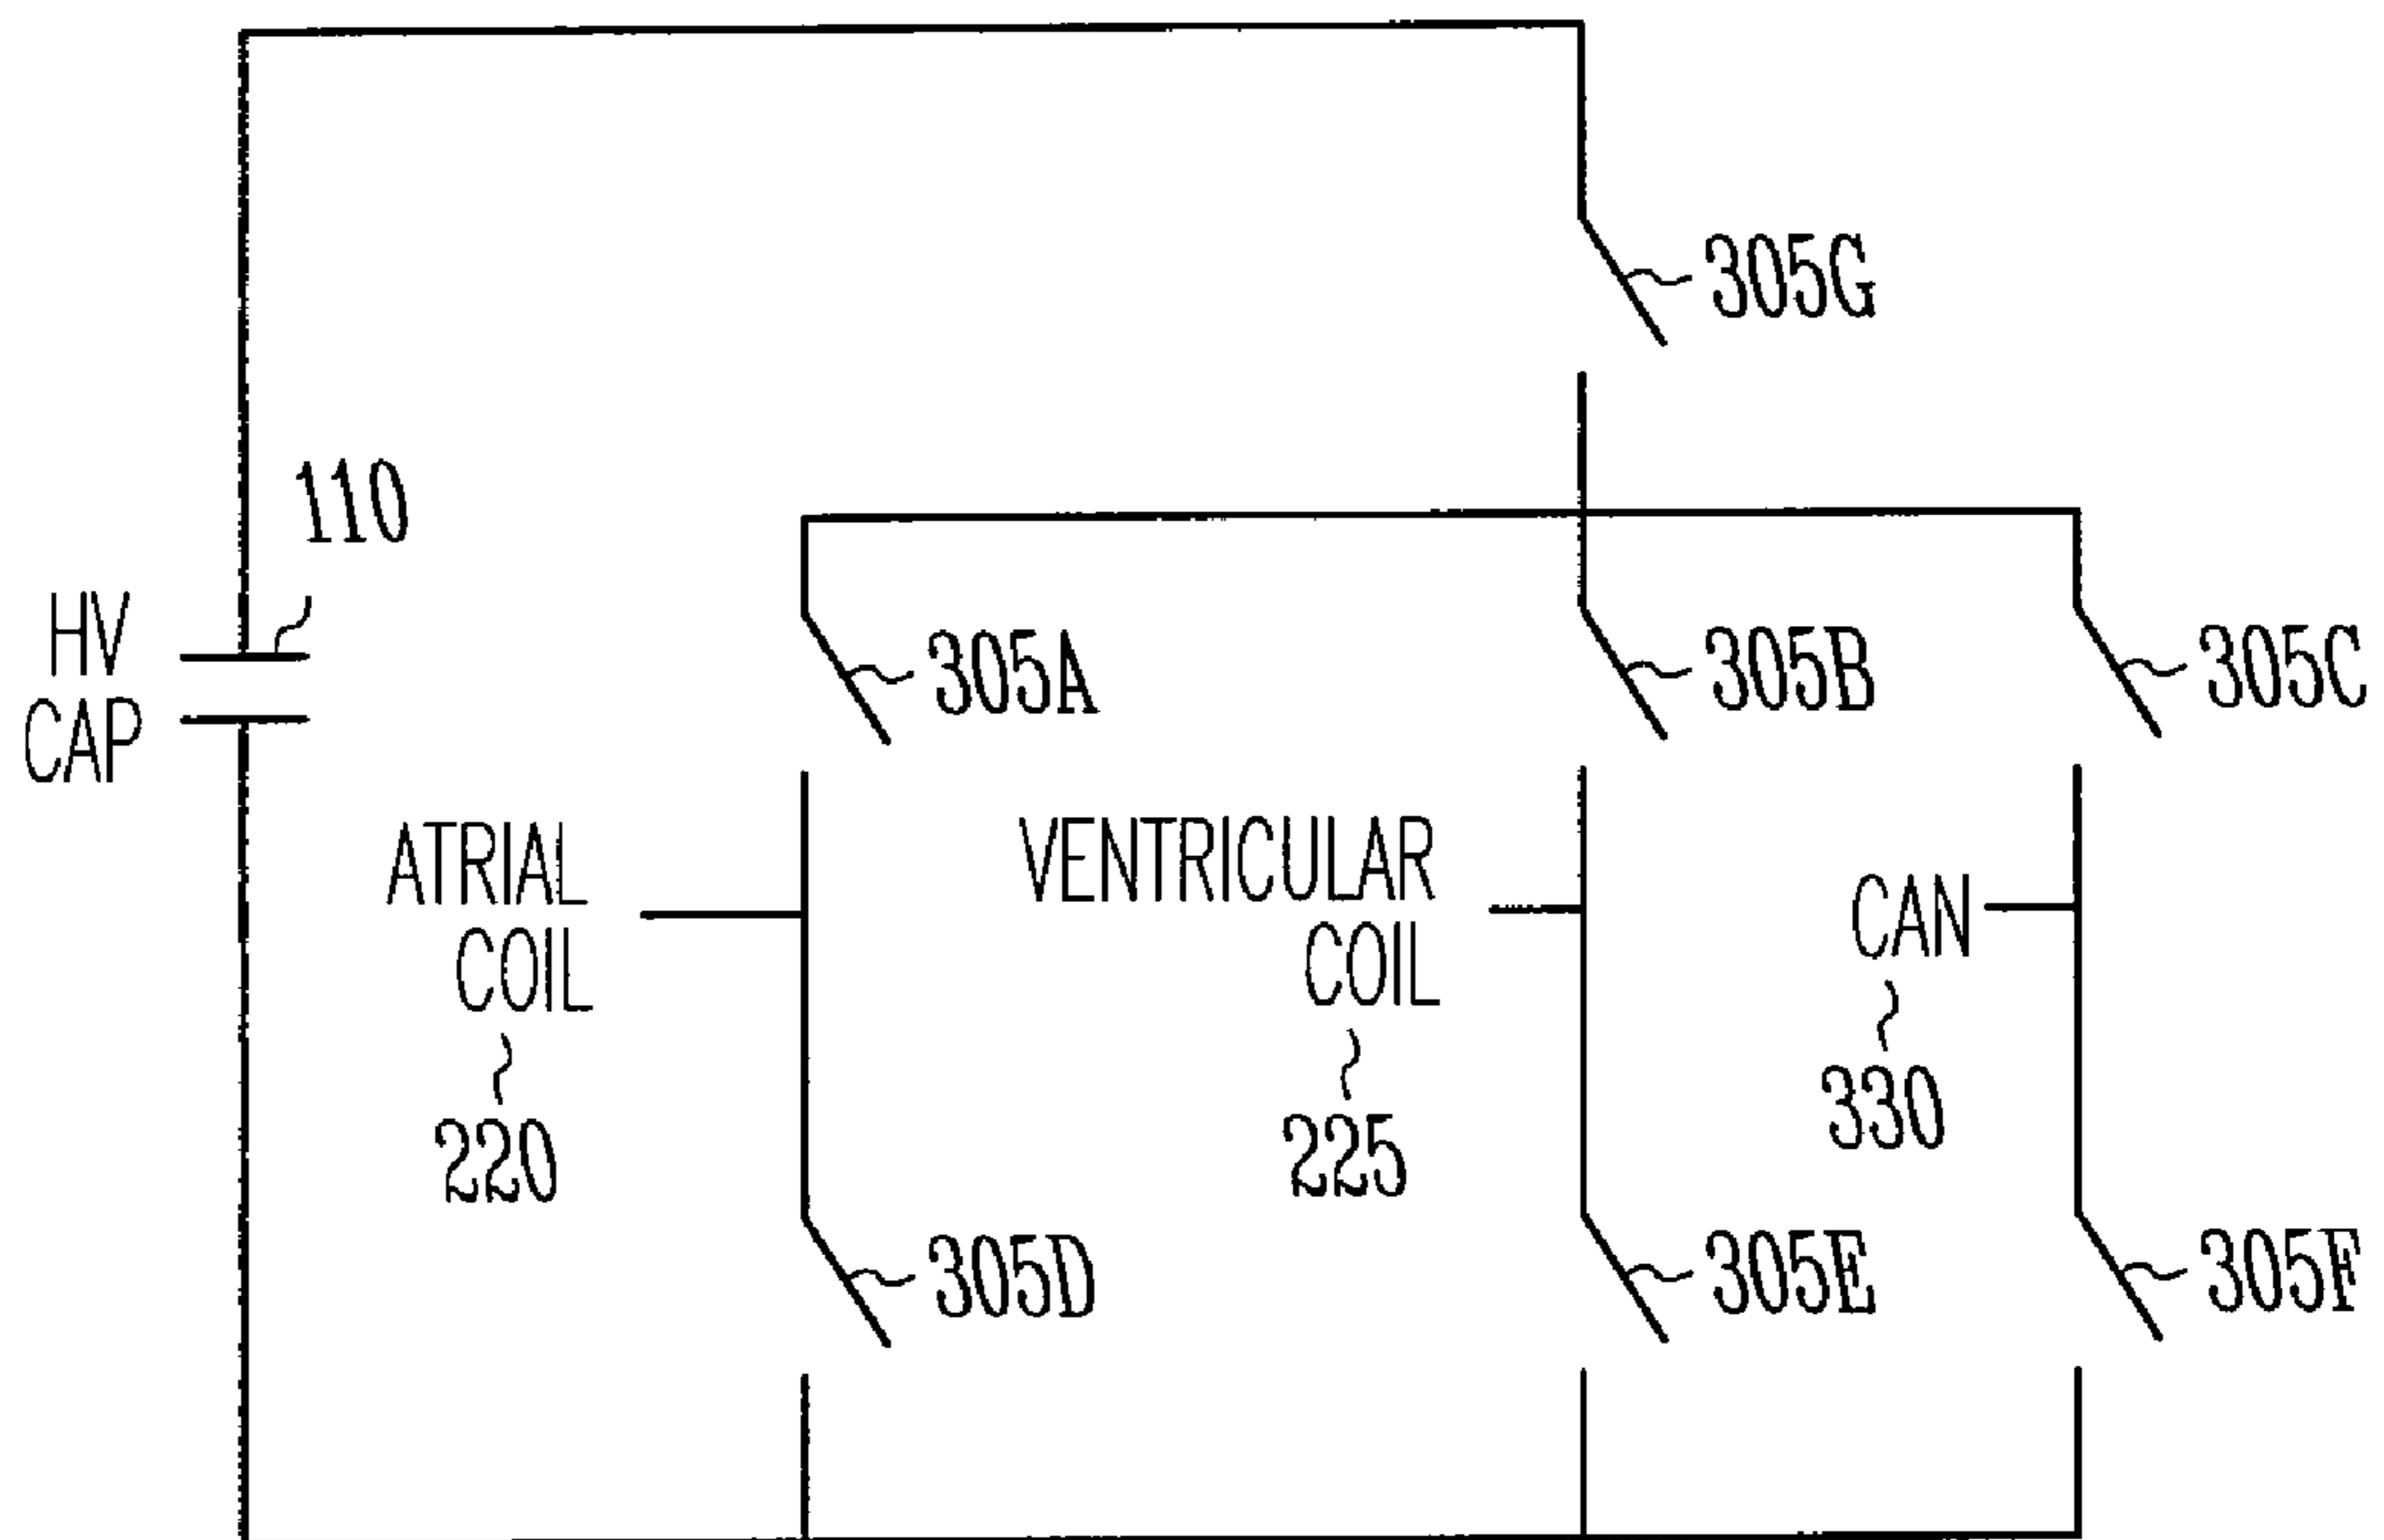 305G
110
HV
CAP
305A
305B
305C
ATRIAL
COIL
220
VENTRICULAR
COIL
225
CAN
330
305D
305E
305F